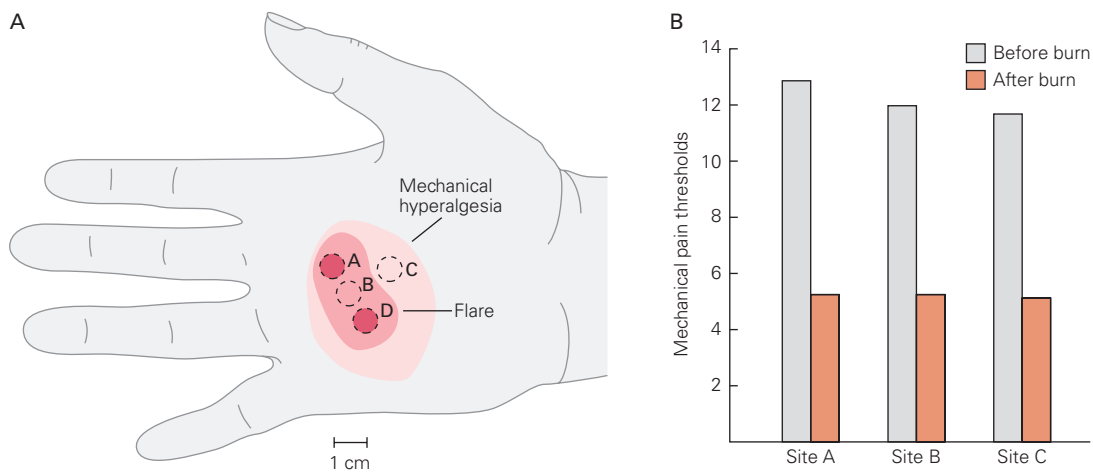 A
Mechanical
hyperalgesia
A
C
B
D
Flare
1 cm
B
Mechanical pain thresholds
14
12
10
8
6
4
2
Before burn
After burn
Site A
Site B
Site C